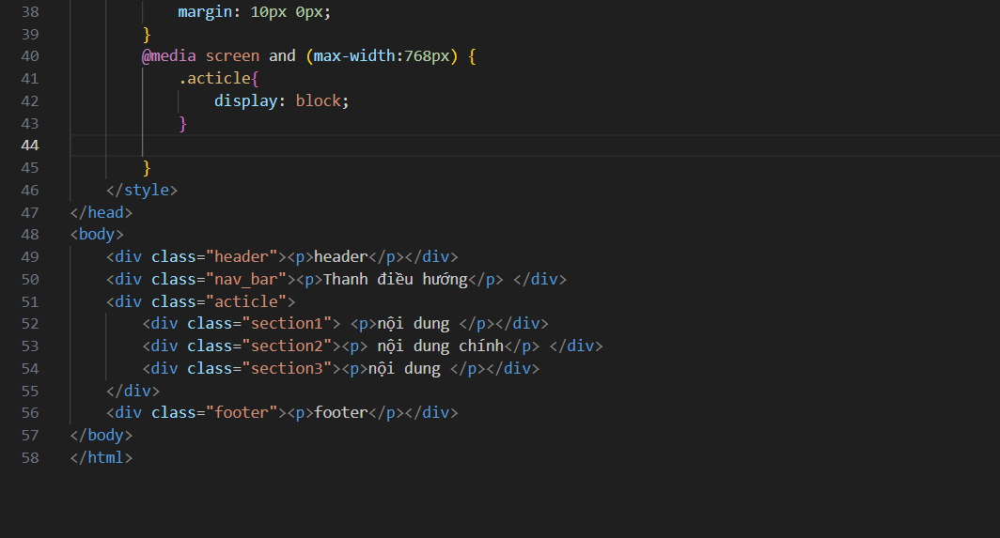 38 margin: 10px 0px;
39 }
40 @media screen and (max-width:768px) {
41 .acticle{
42 display: block;
43 }
44
45 }
46 </style>
47 </head>
48 <body>
49 <div class="header"><p>header</p></div>
50 <div class="nav_bar"><p>Thanh điều hướng</p> </div>
51 <div class="acticle">
52 <div class="section1"> <p>nội dung </p></div>
53 <div class="section2"><p> nội dung chính</p> </div>
54 <div class="section3"><p>nội dung </p></div>
55 </div>
56 <div class="footer"><p>footer</p></div>
57 </body>
58 </html>